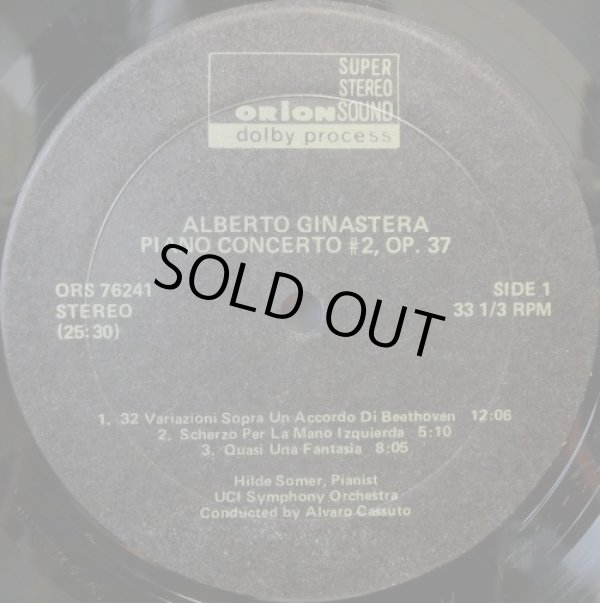 SUPER
STEREO
ORION SOUND
dolby process
ALBERTO GINASTERA
PIANO CONCERTO #2, OP. 37
ORS 76241
STEREO
(25:30)
SIDE 1
33 1/3 RPM
SOLD OUT
1. 32 Variazioni Sopra Un Accordo Di Beethoven 12:06
2. Scherzo Per La Mano Izquierda 5:10
3. Quasi Una Fantasia 8:05
Hilde Somer, Pianist
UCI Symphony Orchestra
Conducted by Alvaro Cassuto